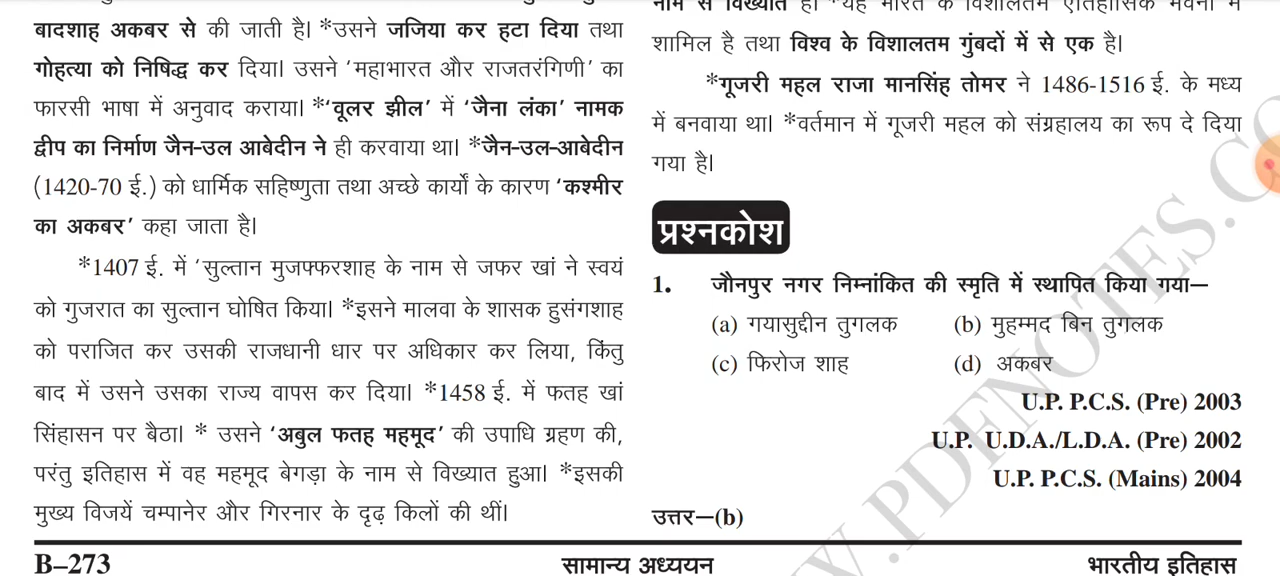 बादशाह अकबर से की जाती है। *उसने जजिया कर हटा दिया तथा
गोहत्या को निषिद्ध कर दिया। उसने 'महाभारत और राजतरंगिणी' का
फारसी भाषा में अनुवाद कराया। *'वूलर झील' में 'जैना लंका' नामक
द्वीप का निर्माण जैन-उल आबेदीन ने ही करवाया था। *जैन-उल-आबेदीन
(1420-70 ई.) को धार्मिक सहिष्णुता तथा अच्छे कार्यों के कारण 'कश्मीर
का अकबर' कहा जाता है।
*1407 ई. में 'सुल्तान मुजफ्फरशाह के नाम से जफर खां ने स्वयं
को गुजरात का सुल्तान घोषित किया। *इसने मालवा के शासक हुसंगशाह
को पराजित कर उसकी राजधानी धार पर अधिकार कर लिया, किंतु
बाद में उसने उसका राज्य वापस कर दिया। *1458 ई. में फतह खां
सिंहासन पर बैठा। * उसने 'अबुल फतह महमूद' की उपाधि ग्रहण की,
परंतु इतिहास में वह महमूद बेगड़ा के नाम से विख्यात हुआ। *इसकी
मुख्य विजयें चम्पानेर और गिरनार के दृढ़ किलों की थीं।
नाम से विख्यात है। *यह भारत के विशालतम ऐतिहासिक भवनों में
शामिल है तथा विश्व के विशालतम गुंबदों में से एक है।
*गूजरी महल राजा मानसिंह तोमर ने 1486-1516 ई. के मध्य
में बनवाया था। *वर्तमान में गूजरी महल को संग्रहालय का रूप दे दिया
गया है।
प्रश्नकोश
1. जौनपुर नगर निम्नांकित की स्मृति में स्थापित किया गया—
(a) गयासुद्दीन तुगलक (b) मुहम्मद बिन तुगलक
(c) फिरोज शाह (d) अकबर
U.P. P.C.S. (Pre) 2003
U.P. U.D.A./L.D.A. (Pre) 2002
U.P. P.C.S. (Mains) 2004
उत्तर—(b)
B–273 सामान्य अध्ययन भारतीय इतिहास